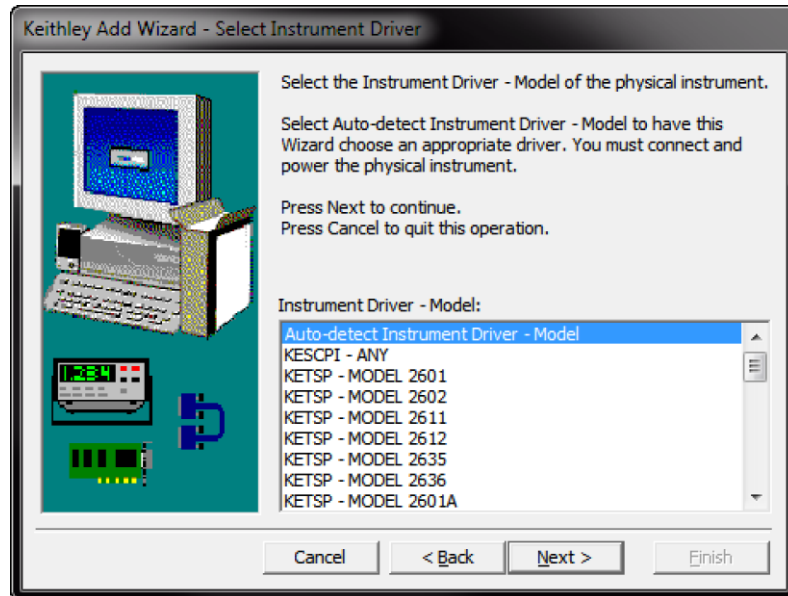 Keithley Add Wizard - Select Instrument Driver
Select the Instrument Driver - Model of the physical instrument.
Select Auto-detect Instrument Driver - Model to have this
Wizard choose an appropriate driver. You must connect and
power the physical instrument.
Press Next to continue.
Press Cancel to quit this operation.
Instrument Driver - Model:
Auto-detect Instrument Driver - Model
KESCPI - ANY
KETSP - MODEL 2601
KETSP - MODEL 2602
KETSP - MODEL 2611
KETSP - MODEL 2612
KETSP - MODEL 2635
KETSP - MODEL 2636
KETSP - MODEL 2601A
1.234
Cancel
< Back
Next >
Finish